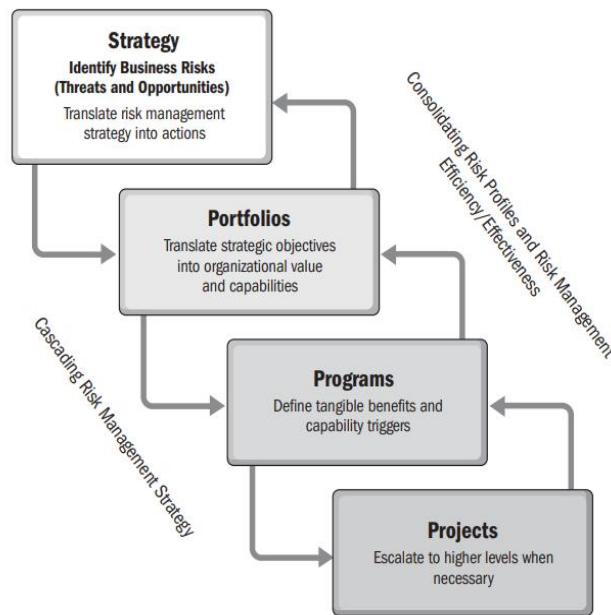 Strategy
Identify Business Risks
(Threats and Opportunities)
Translate risk management
strategy into actions
Consolidating Risk Profiles and Risk Management
Efficiency/Effectiveness
Portfolios
Translate strategic objectives
into organizational value
and capabilities
Cascading Risk Management Strategy
Programs
Define tangible benefits and
capability triggers
Projects
Escalate to higher levels when
necessary